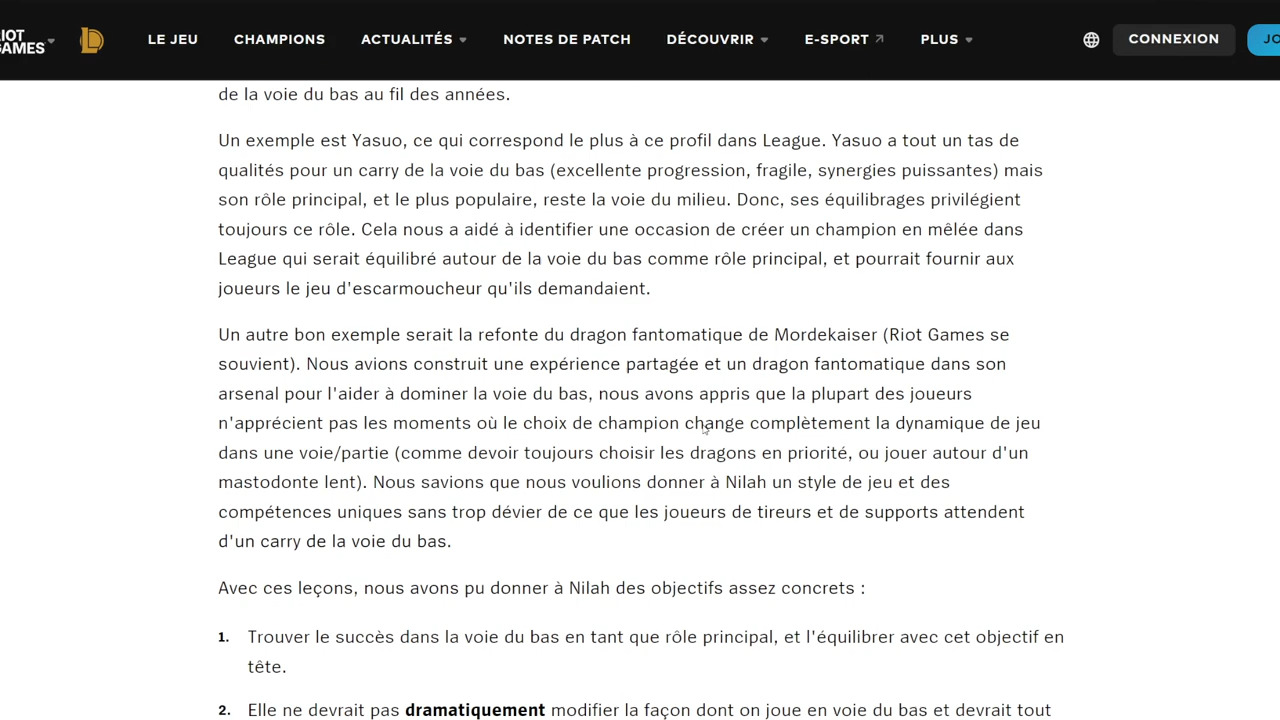 RIOT
GAMES
LE JEU CHAMPIONS ACTUALITÉS NOTES DE PATCH DÉCOUVRIR E-SPORT PLUS CONNEXION JO
de la voie du bas au fil des années.
Un exemple est Yasuo, ce qui correspond le plus à ce profil dans League. Yasuo a tout un tas de
qualités pour un carry de la voie du bas (excellente progression, fragile, synergies puissantes) mais
son rôle principal, et le plus populaire, reste la voie du milieu. Donc, ses équilibrages privilégient
toujours ce rôle. Cela nous a aidé à identifier une occasion de créer un champion en mêlée dans
League qui serait équilibré autour de la voie du bas comme rôle principal, et pourrait fournir aux
joueurs le jeu d'escarmoucheur qu'ils demandaient.
Un autre bon exemple serait la refonte du dragon fantomatique de Mordekaiser (Riot Games se
souvient). Nous avions construit une expérience partagée et un dragon fantomatique dans son
arsenal pour l'aider à dominer la voie du bas, nous avons appris que la plupart des joueurs
n'apprécient pas les moments où le choix de champion change complètement la dynamique de jeu
dans une voie/partie (comme devoir toujours choisir les dragons en priorité, ou jouer autour d'un
mastodonte lent). Nous savions que nous voulions donner à Nilah un style de jeu et des
compétences uniques sans trop dévier de ce que les joueurs de tireurs et de supports attendent
d'un carry de la voie du bas.
Avec ces leçons, nous avons pu donner à Nilah des objectifs assez concrets :
1. Trouver le succès dans la voie du bas en tant que rôle principal, et l'équilibrer avec cet objectif en
tête.
2. Elle ne devrait pas dramatiquement modifier la façon dont on joue en voie du bas et devrait tout